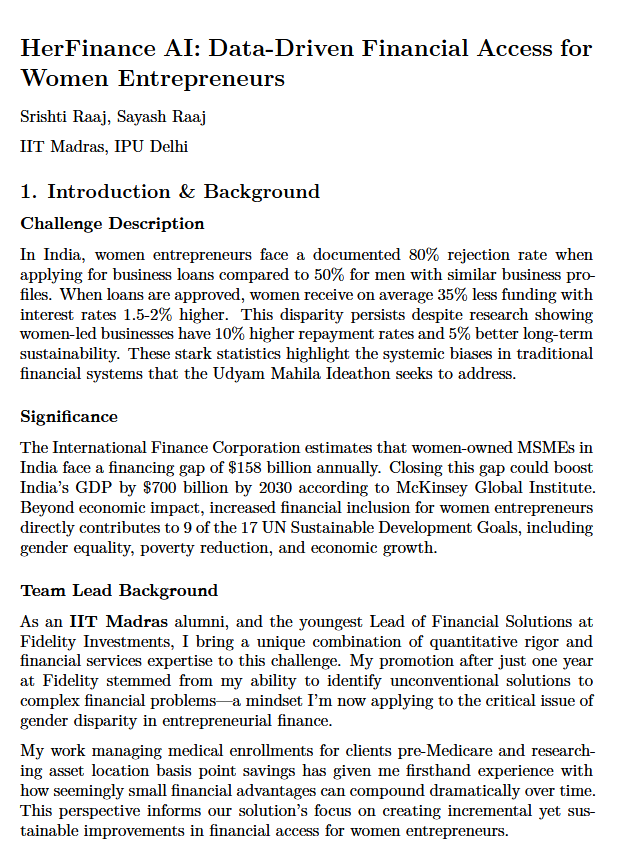 HerFinance AI: Data-Driven Financial Access for
Women Entrepreneurs
Srishti Raaj, Sayash Raaj
IIT Madras, IPU Delhi
1. Introduction & Background
Challenge Description
In India, women entrepreneurs face a documented 80% rejection rate when
applying for business loans compared to 50% for men with similar business pro-
files. When loans are approved, women receive on average 35% less funding with
interest rates 1.5-2% higher. This disparity persists despite research showing
women-led businesses have 10% higher repayment rates and 5% better long-term
sustainability. These stark statistics highlight the systemic biases in traditional
financial systems that the Udyam Mahila Ideathon seeks to address.
Significance
The International Finance Corporation estimates that women-owned MSMEs in
India face a financing gap of $158 billion annually. Closing this gap could boost
India's GDP by $700 billion by 2030 according to McKinsey Global Institute.
Beyond economic impact, increased financial inclusion for women entrepreneurs
directly contributes to 9 of the 17 UN Sustainable Development Goals, including
gender equality, poverty reduction, and economic growth.
Team Lead Background
As an IIT Madras alumni, and the youngest Lead of Financial Solutions at
Fidelity Investments, I bring a unique combination of quantitative rigor and
financial services expertise to this challenge. My promotion after just one year
at Fidelity stemmed from my ability to identify unconventional solutions to
complex financial problems—a mindset I'm now applying to the critical issue of
gender disparity in entrepreneurial finance.
My work managing medical enrollments for clients pre-Medicare and research-
ing asset location basis point savings has given me firsthand experience with
how seemingly small financial advantages can compound dramatically over time.
This perspective informs our solution's focus on creating incremental yet sus-
tainable improvements in financial access for women entrepreneurs.